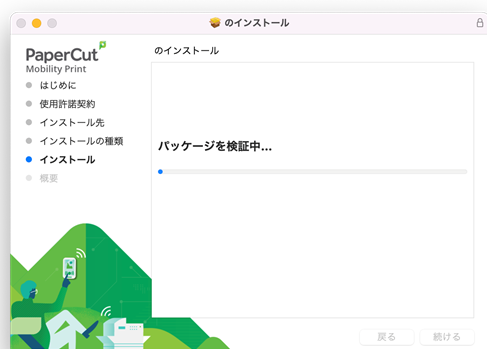 のインストール
PaperCut
Mobility Print
はじめに
使用許諾契約
インストール先
インストールの種類
インストール
概要
のインストール
パッケージを検証中...
戻る
続ける